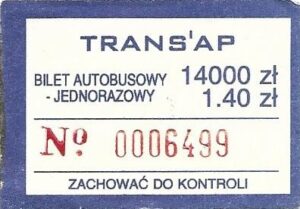 TRANS'AP
BILET AUTOBUSOWY 14000 zł
- JEDNORAZOWY 1.40 zł
Nº 0006499
ZACHOWAĆ DO KONTROLI